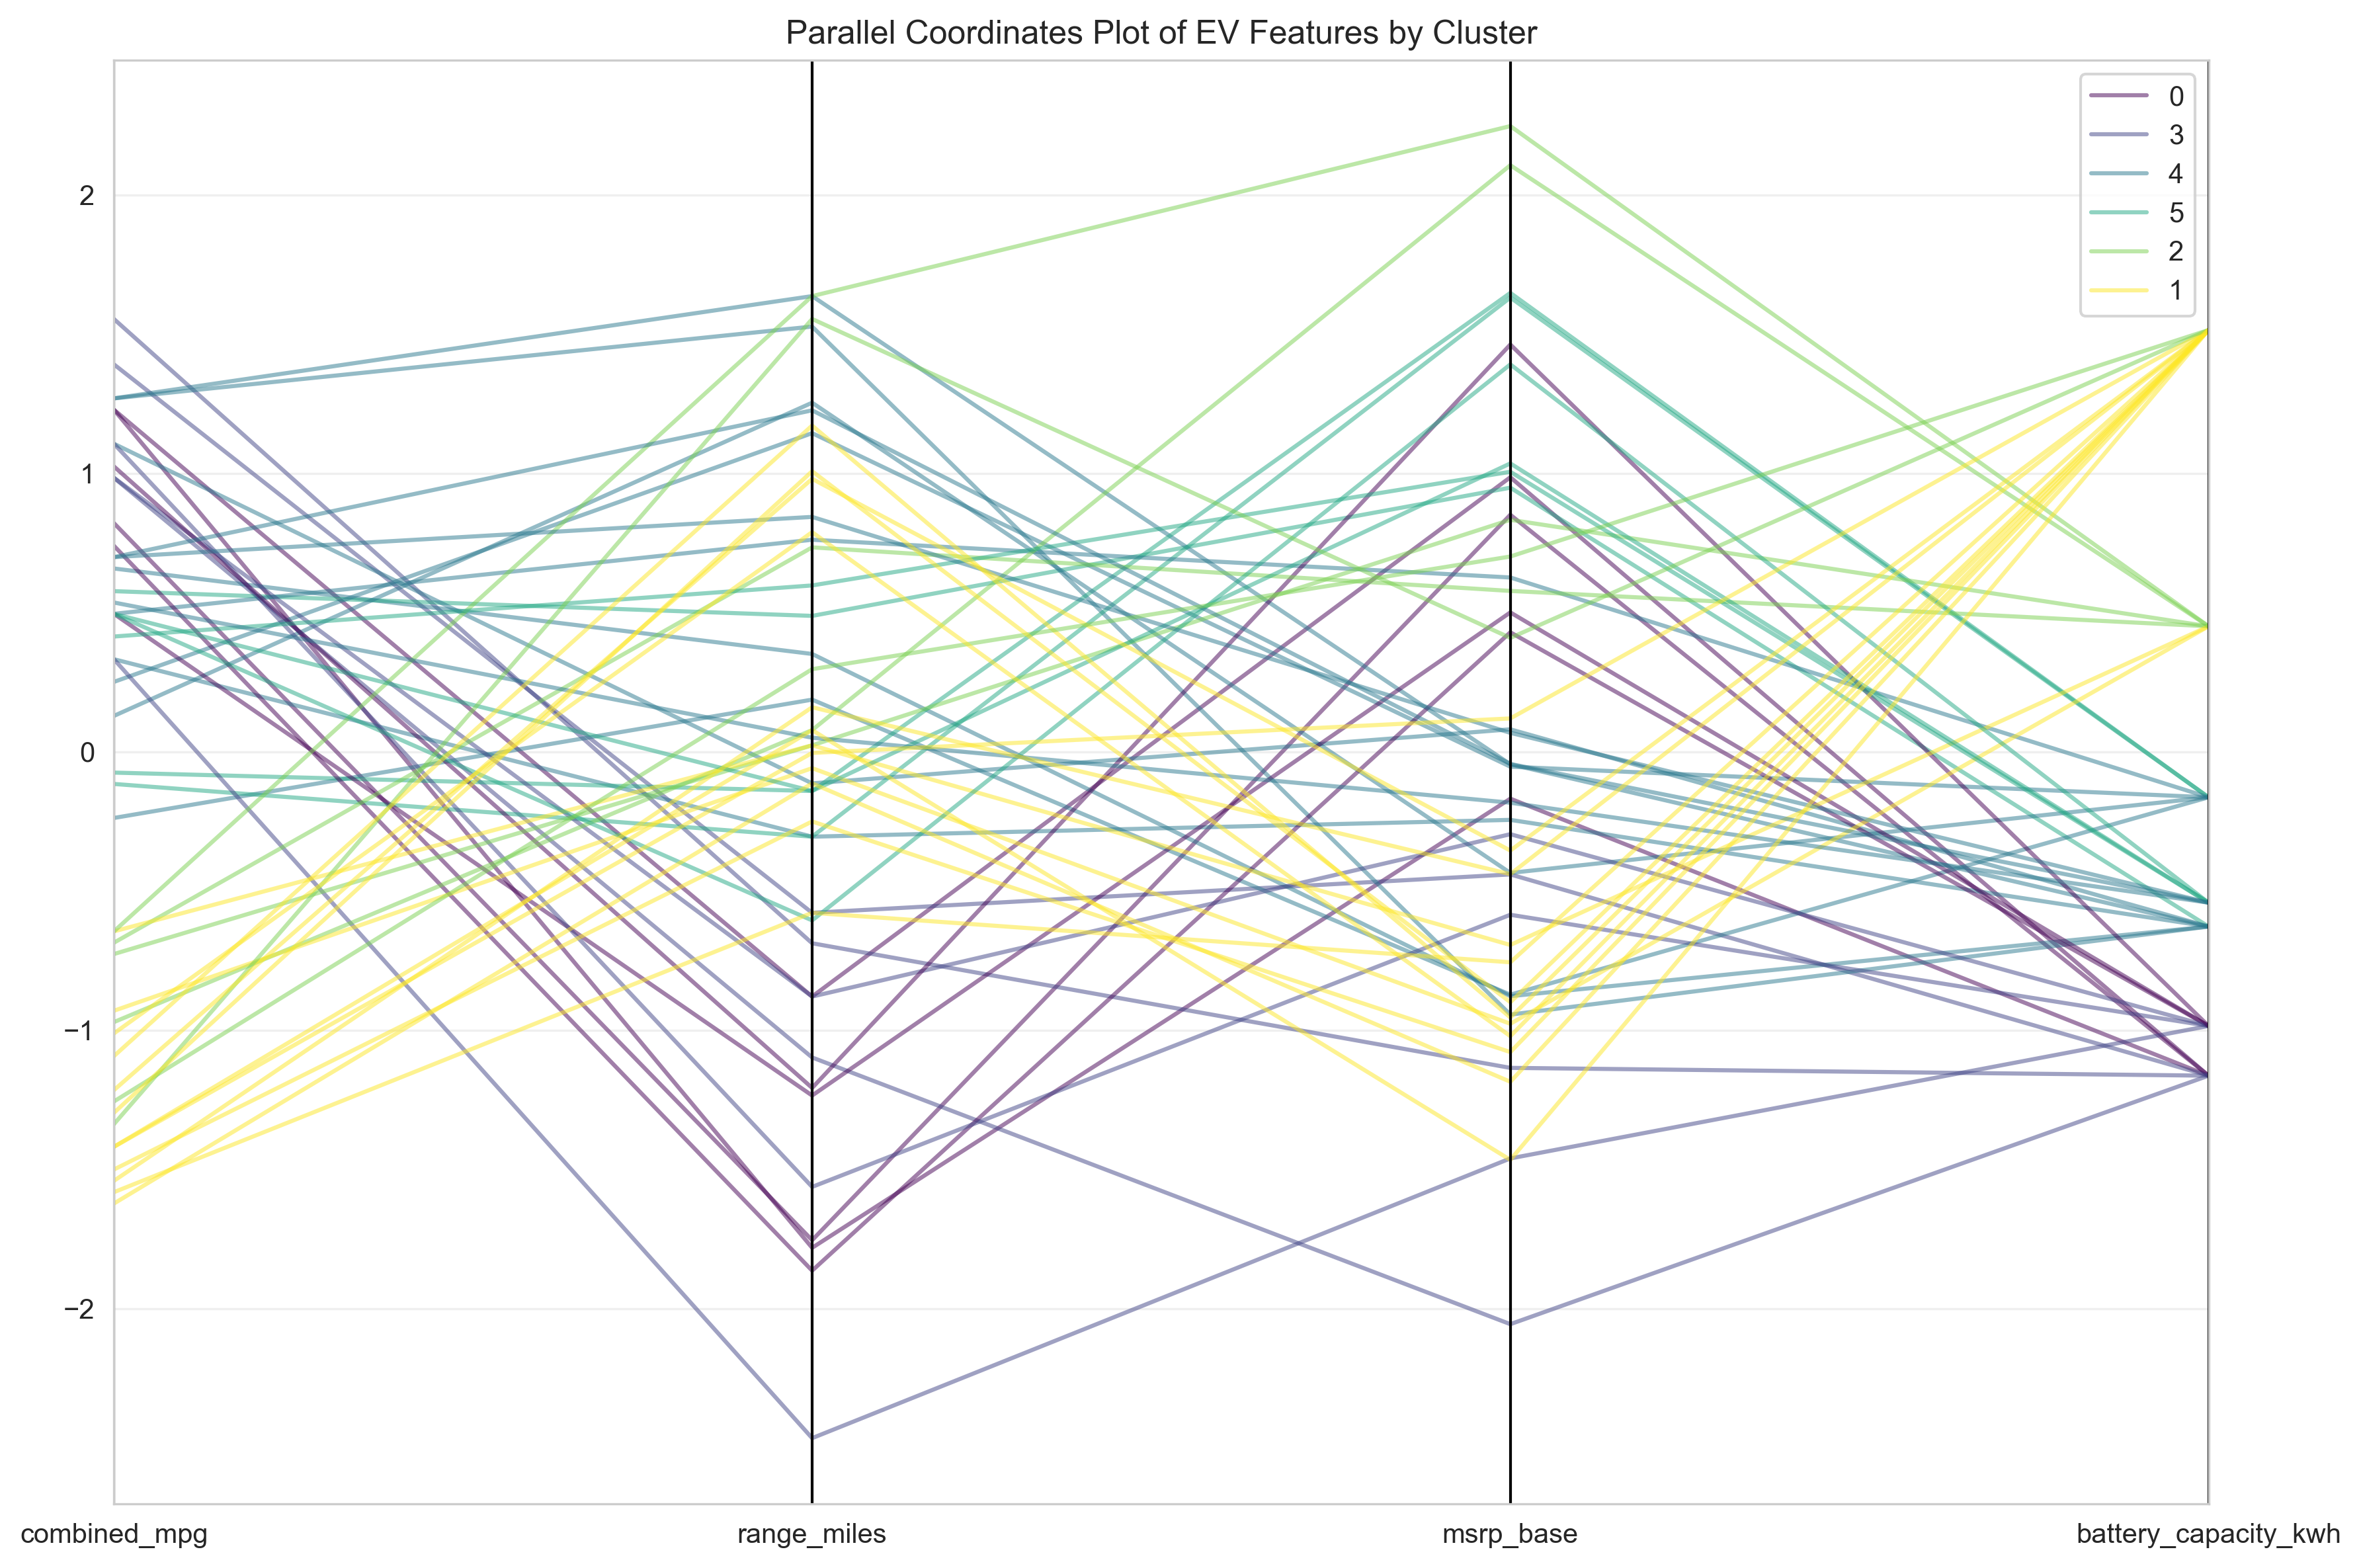 Parallel Coordinates Plot of EV Features by Cluster
0
3
4
5
2
1
2
1
0
−1
−2
combined_mpg
range_miles
msrp_base
battery_capacity_kwh